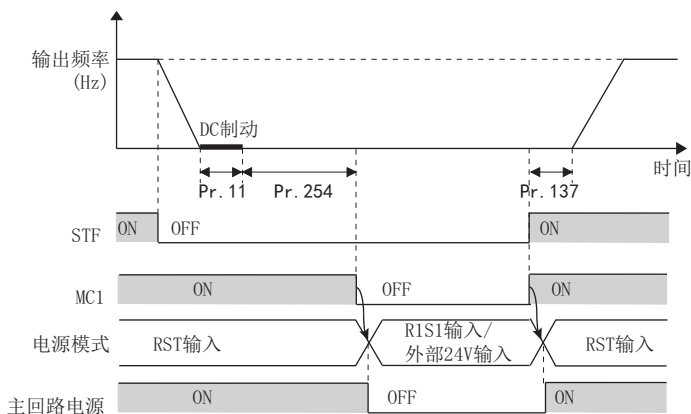 输出频率
(Hz)
DC制动
时间
Pr.11 Pr.254 Pr.137
STF ON OFF ON
MC1 ON OFF ON
电源模式 RST输入 R1S1输入/
外部24V输入 RST输入
主回路电源 ON OFF ON